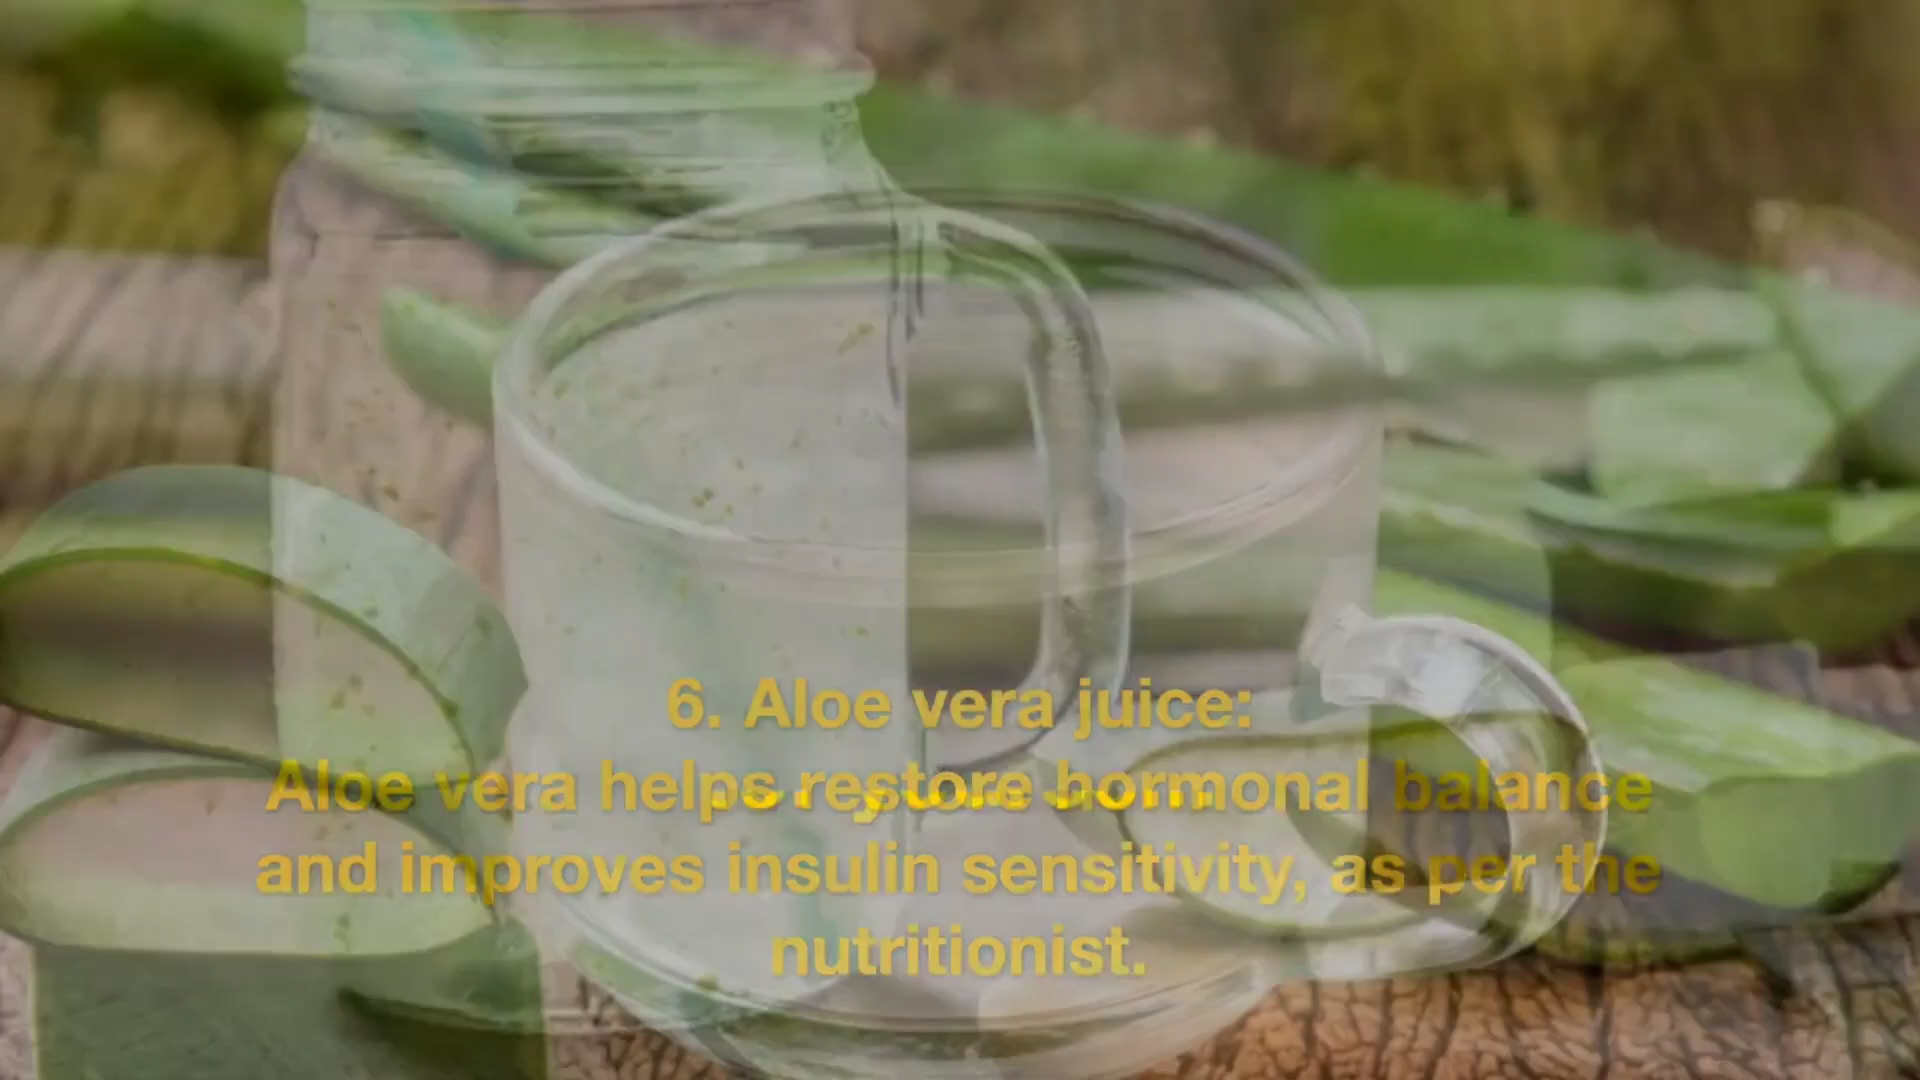 6. Aloe vera juice:
Aloe vera helps restore hormonal balance
and improves insulin sensitivity, as per the
nutritionist.